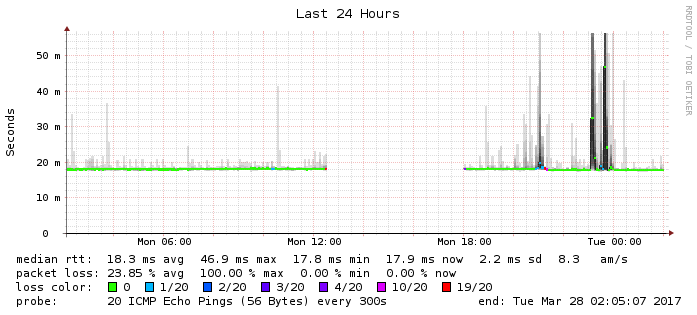 Last 24 Hours
RRDTOOL / TOBI OETIKER
Seconds
50 m
40 m
30 m
20 m
10 m
0
Mon 06:00 Mon 12:00 Mon 18:00 Tue 00:00
median rtt: 18.3 ms avg 46.9 ms max 17.8 ms min 17.9 ms now 2.2 ms sd 8.3 am/s
packet loss: 23.85 % avg 100.00 % max 0.00 % min 0.00 % now
loss color: 0 1/20 2/20 3/20 4/20 10/20 19/20
probe: 20 ICMP Echo Pings (56 Bytes) every 300s end: Tue Mar 28 02:05:07 2017